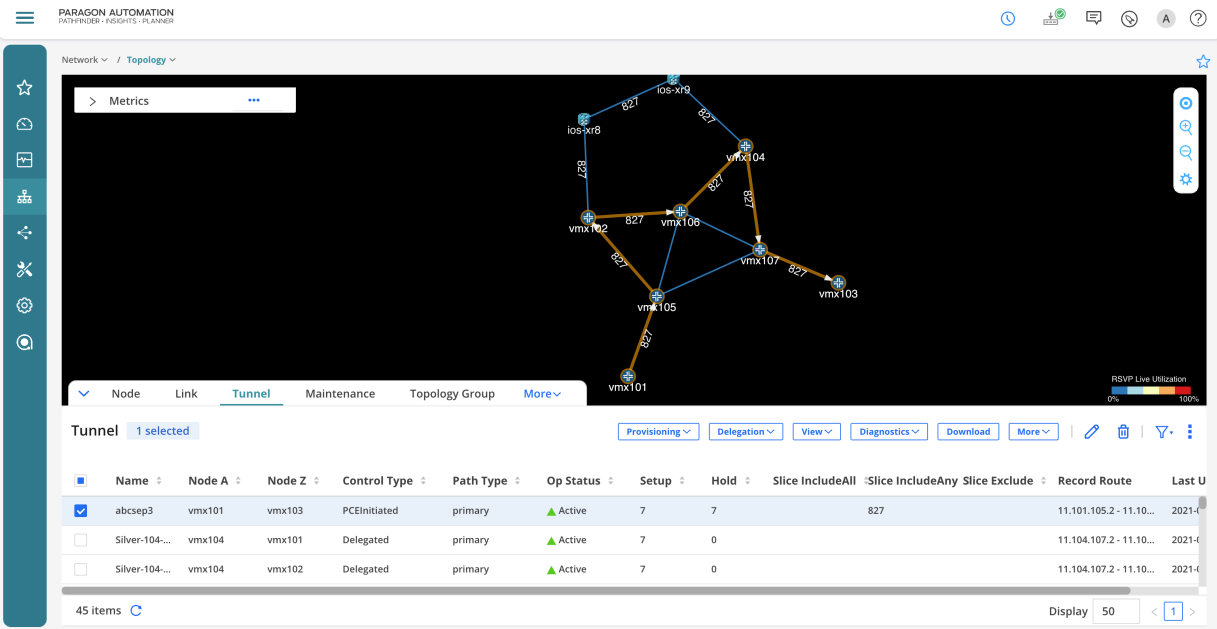 PARAGON AUTOMATION
PATHFINDER • INSIGHTS • PLANNER
A
Network / Topology
Metrics
ios-xr9
827
827
ios-xr8
vmx104
827
827
827
vmx102
827
vmx106
vmx107
827
827
vmx103
vmx105
827
vmx101
RSVP Live Utilization
0% 100%
Node Link Tunnel Maintenance Topology Group More
Tunnel 1 selected Provisioning Delegation View Diagnostics Download More
Name Node A Node Z Control Type Path Type Op Status Setup Hold Slice IncludeAll Slice IncludeAny Slice Exclude Record Route Last U
abcsep3 vmx101 vmx103 PCEInitiated primary Active 7 7 827 11.101.105.2 - 11.10... 2021-0
Silver-104-... vmx104 vmx101 Delegated primary Active 7 0 11.104.107.2 - 11.10... 2021-0
Silver-104-... vmx104 vmx102 Delegated primary Active 7 0 11.104.107.2 - 11.10... 2021-0
45 items Display 50 < 1 >